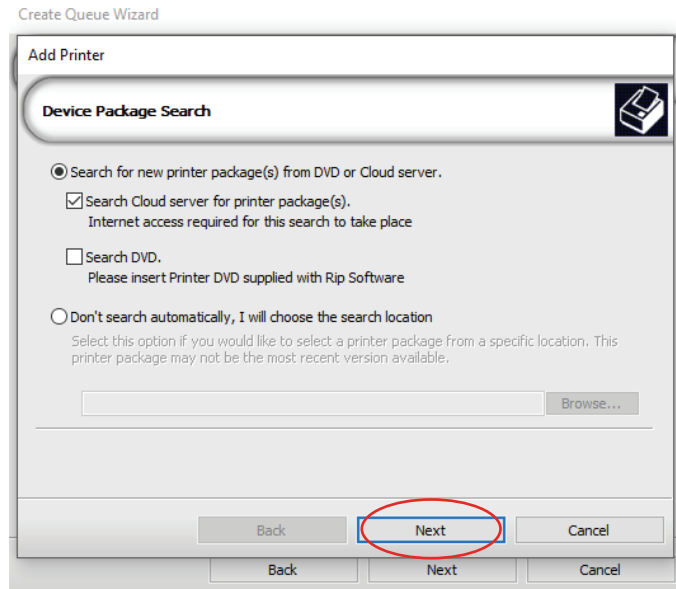 Create Queue Wizard
Add Printer
Device Package Search
Search for new printer package(s) from DVD or Cloud server.
Search Cloud server for printer package(s).
Internet access required for this search to take place
Search DVD.
Please insert Printer DVD supplied with Rip Software
Don't search automatically, I will choose the search location
Select this option if you would like to select a printer package from a specific location. This
printer package may not be the most recent version available.
Browse...
Back Next Cancel
Back Next Cancel